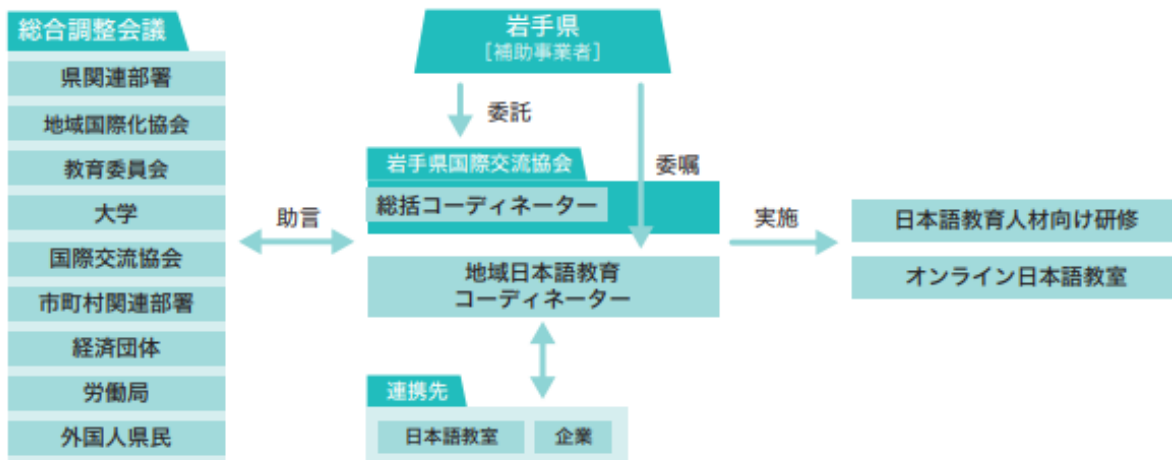 総合調整会議
県関連部署
地域国際化協会
教育委員会
大学
国際交流協会
市町村関連部署
経済団体
労働局
外国人県民
助言
岩手県
［補助事業者］
委託
委嘱
岩手県国際交流協会
総括コーディネーター
地域日本語教育
コーディネーター
連携先
日本語教室
企業
実施
日本語教育人材向け研修
オンライン日本語教室